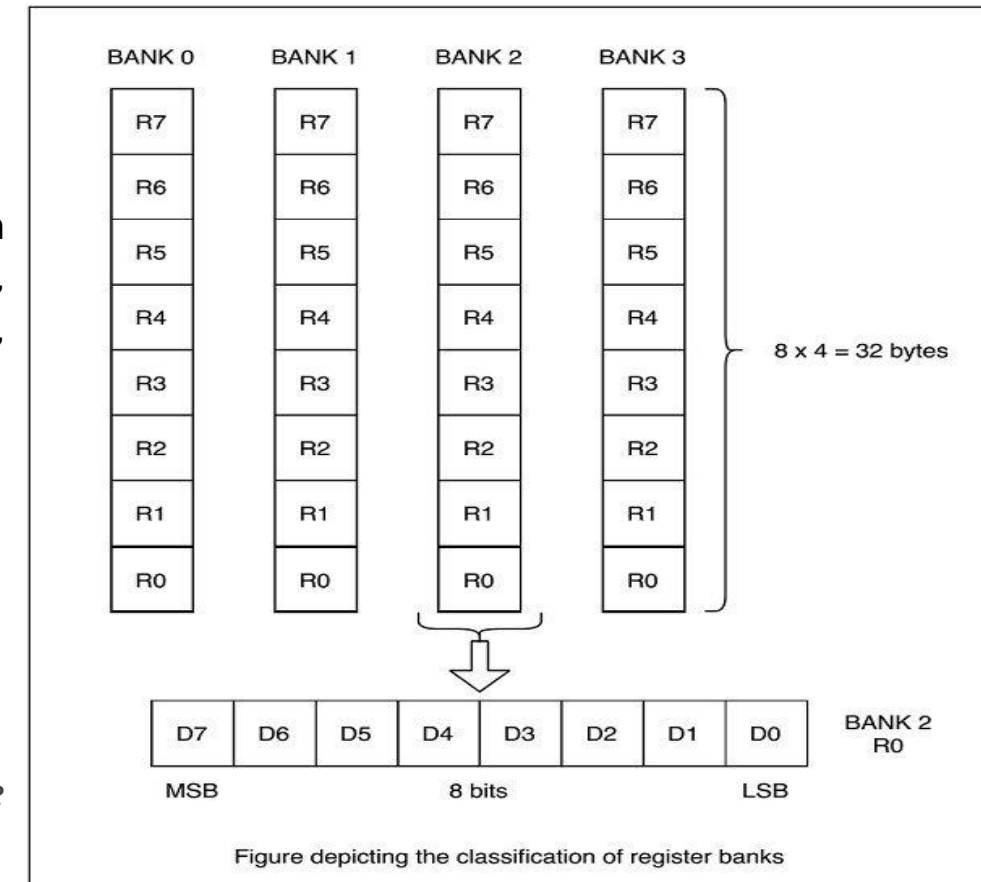 BANK 0 BANK 1 BANK 2 BANK 3
R7 R7 R7 R7
R6 R6 R6 R6
R5 R5 R5 R5
R4 R4 R4 R4
8 x 4 = 32 bytes
R3 R3 R3 R3
R2 R2 R2 R2
R1 R1 R1 R1
R0 R0 R0 R0
D7 D6 D5 D4 D3 D2 D1 D0
BANK 2
R0
MSB 8 bits LSB
Figure depicting the classification of register banks